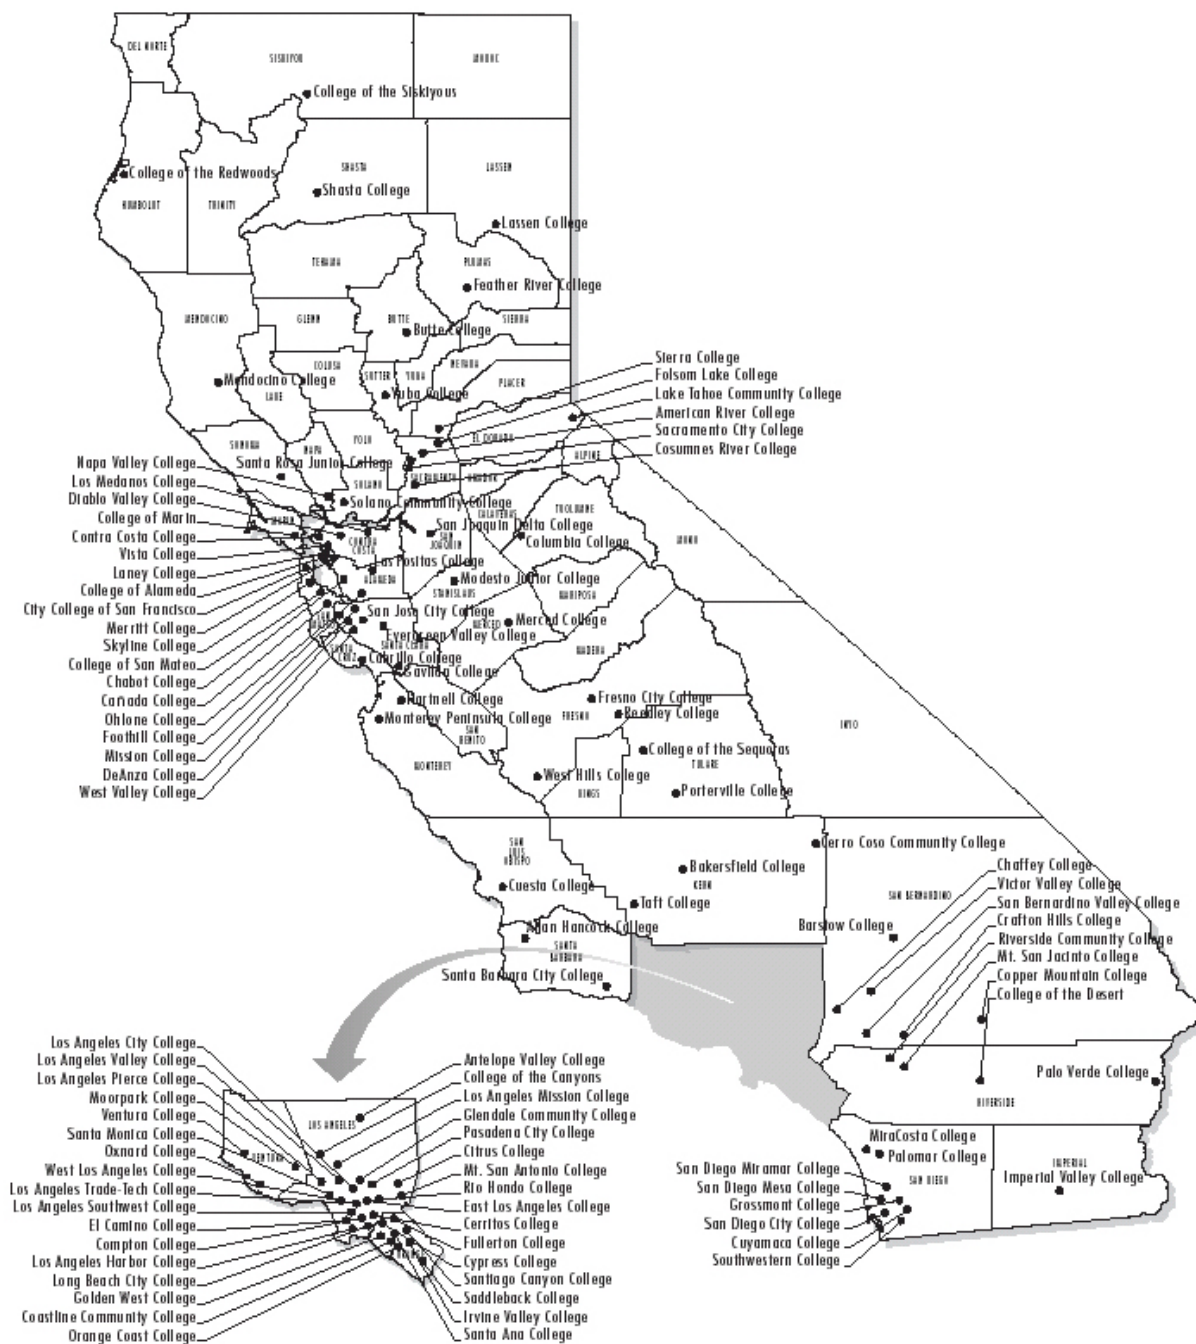 DEL NORTE
SISKIYOU
MODOC
College of the Siskiyous
College of the Redwoods
SHASTA
LASSEN
Shasta College
HUMBOLDT
TRINITY
Lassen College
TEHAMA
PLUMAS
Feather River College
MENDOCINO
GLENN
BUTTE
SIERRA
Butte College
COLUSA
Sierra College
NEVADA
Folsom Lake College
SUTTER
YUBA
PLACER
Mendocino College
Yuba College
Lake Tahoe Community College
LAKE
American River College
Sacramento City College
SONOMA
NAPA
YOLO
EL DORADO
Cosumnes River College
ALPINE
Napa Valley College
Santa Rosa Junior College
SACRAMENTO
AMADOR
Los Medanos College
SOLANO
Diablo Valley College
Solano Community College
CALAVERAS
TUOLUMNE
College of Marin
MARIN
San Joaquin Delta College
Contra Costa College
CONTRA COSTA
SAN JOAQUIN
Columbia College
MONO
Vista College
Las Positas College
Laney College
ALAMEDA
Modesto Junior College
College of Alameda
STANISLAUS
MARIPOSA
City College of San Francisco
San Jose City College
SAN MATEO
MERCED
Merced College
Merritt College
Evergreen Valley College
Skyline College
SANTA CLARA
MADERA
SANTA CRUZ
College of San Mateo
Cabrillo College
Gavilan College
Chabot College
Cañada College
Hartnell College
Fresno City College
Ohlone College
Monterey Peninsula College
FRESNO
Reedley College
INYO
Foothill College
SAN BENITO
Mission College
College of the Sequoias
DeAnza College
MONTEREY
TULARE
West Hills College
West Valley College
KINGS
Porterville College
SAN LUIS OBISPO
Cerro Coso Community College
Bakersfield College
Chaffey College
Cuesta College
KERN
SAN BERNARDINO
Victor Valley College
Taft College
San Bernardino Valley College
Allan Hancock College
Barstow College
Crafton Hills College
SANTA BARBARA
Riverside Community College
Mt. San Jacinto College
Santa Barbara City College
Copper Mountain College
College of the Desert
Palo Verde College
RIVERSIDE
MiraCosta College
Palomar College
IMPERIAL
San Diego Miramar College
SAN DIEGO
Imperial Valley College
San Diego Mesa College
Grossmont College
San Diego City College
Cuyamaca College
Southwestern College
Los Angeles City College
Los Angeles Valley College
Los Angeles Pierce College
Moorpark College
Ventura College
Santa Monica College
Oxnard College
West Los Angeles College
Los Angeles Trade-Tech College
Los Angeles Southwest College
El Camino College
Compton College
Los Angeles Harbor College
Long Beach City College
Golden West College
Coastline Community College
Orange Coast College
LOS ANGELES
VENTURA
ORANGE
Antelope Valley College
College of the Canyons
Los Angeles Mission College
Glendale Community College
Pasadena City College
Citrus College
Mt. San Antonio College
Rio Hondo College
East Los Angeles College
Cerritos College
Fullerton College
Cypress College
Santiago Canyon College
Saddleback College
Irvine Valley College
Santa Ana College